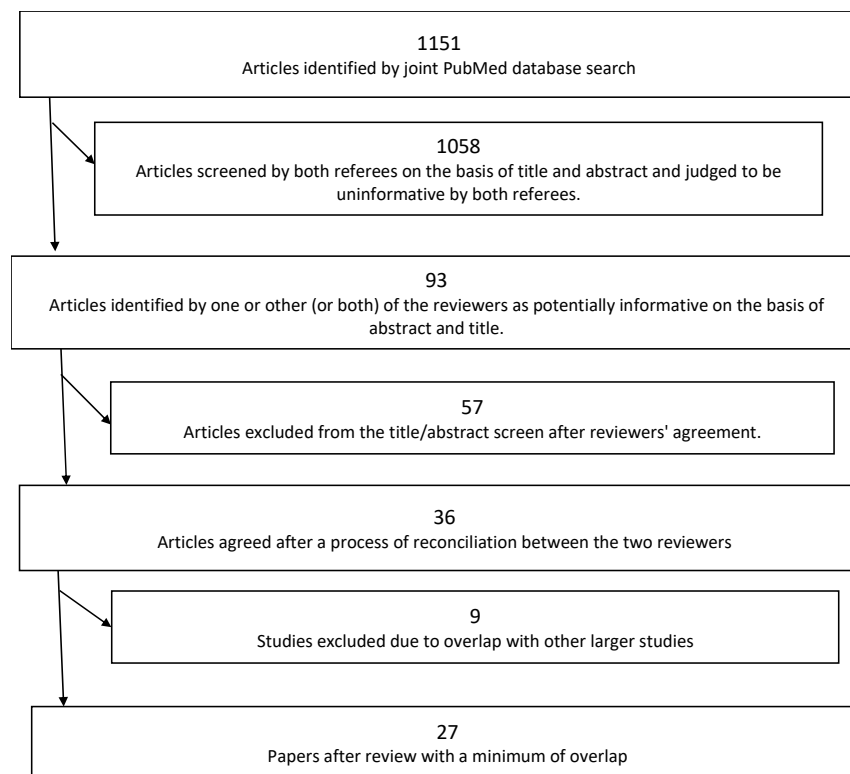 1151
Articles identified by joint PubMed database search
1058
Articles screened by both referees on the basis of title and abstract and judged to be
uninformative by both referees.
93
Articles identified by one or other (or both) of the reviewers as potentially informative on the basis of
abstract and title.
57
Articles excluded from the title/abstract screen after reviewers' agreement.
36
Articles agreed after a process of reconciliation between the two reviewers
9
Studies excluded due to overlap with other larger studies
27
Papers after review with a minimum of overlap